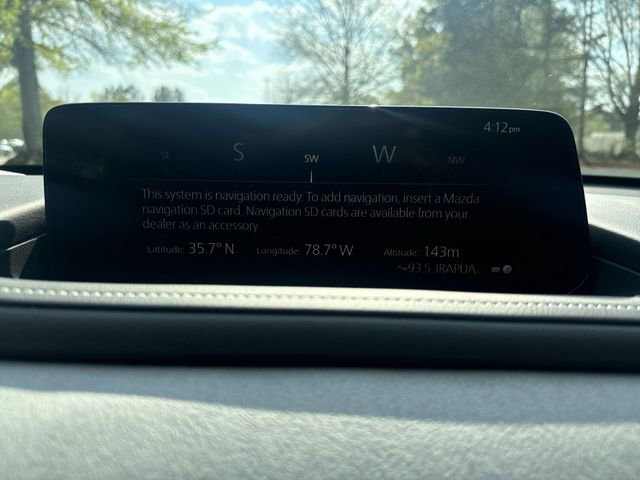 4:12pm
SE S SW W NW
This system is navigation ready. To add navigation, insert a Mazda
navigation SD card. Navigation SD cards are available from your
dealer as an accessory.
Latitude: 35.7° N Longitude: 78.7° W Altitude: 143m
93.5 IRAPUA...